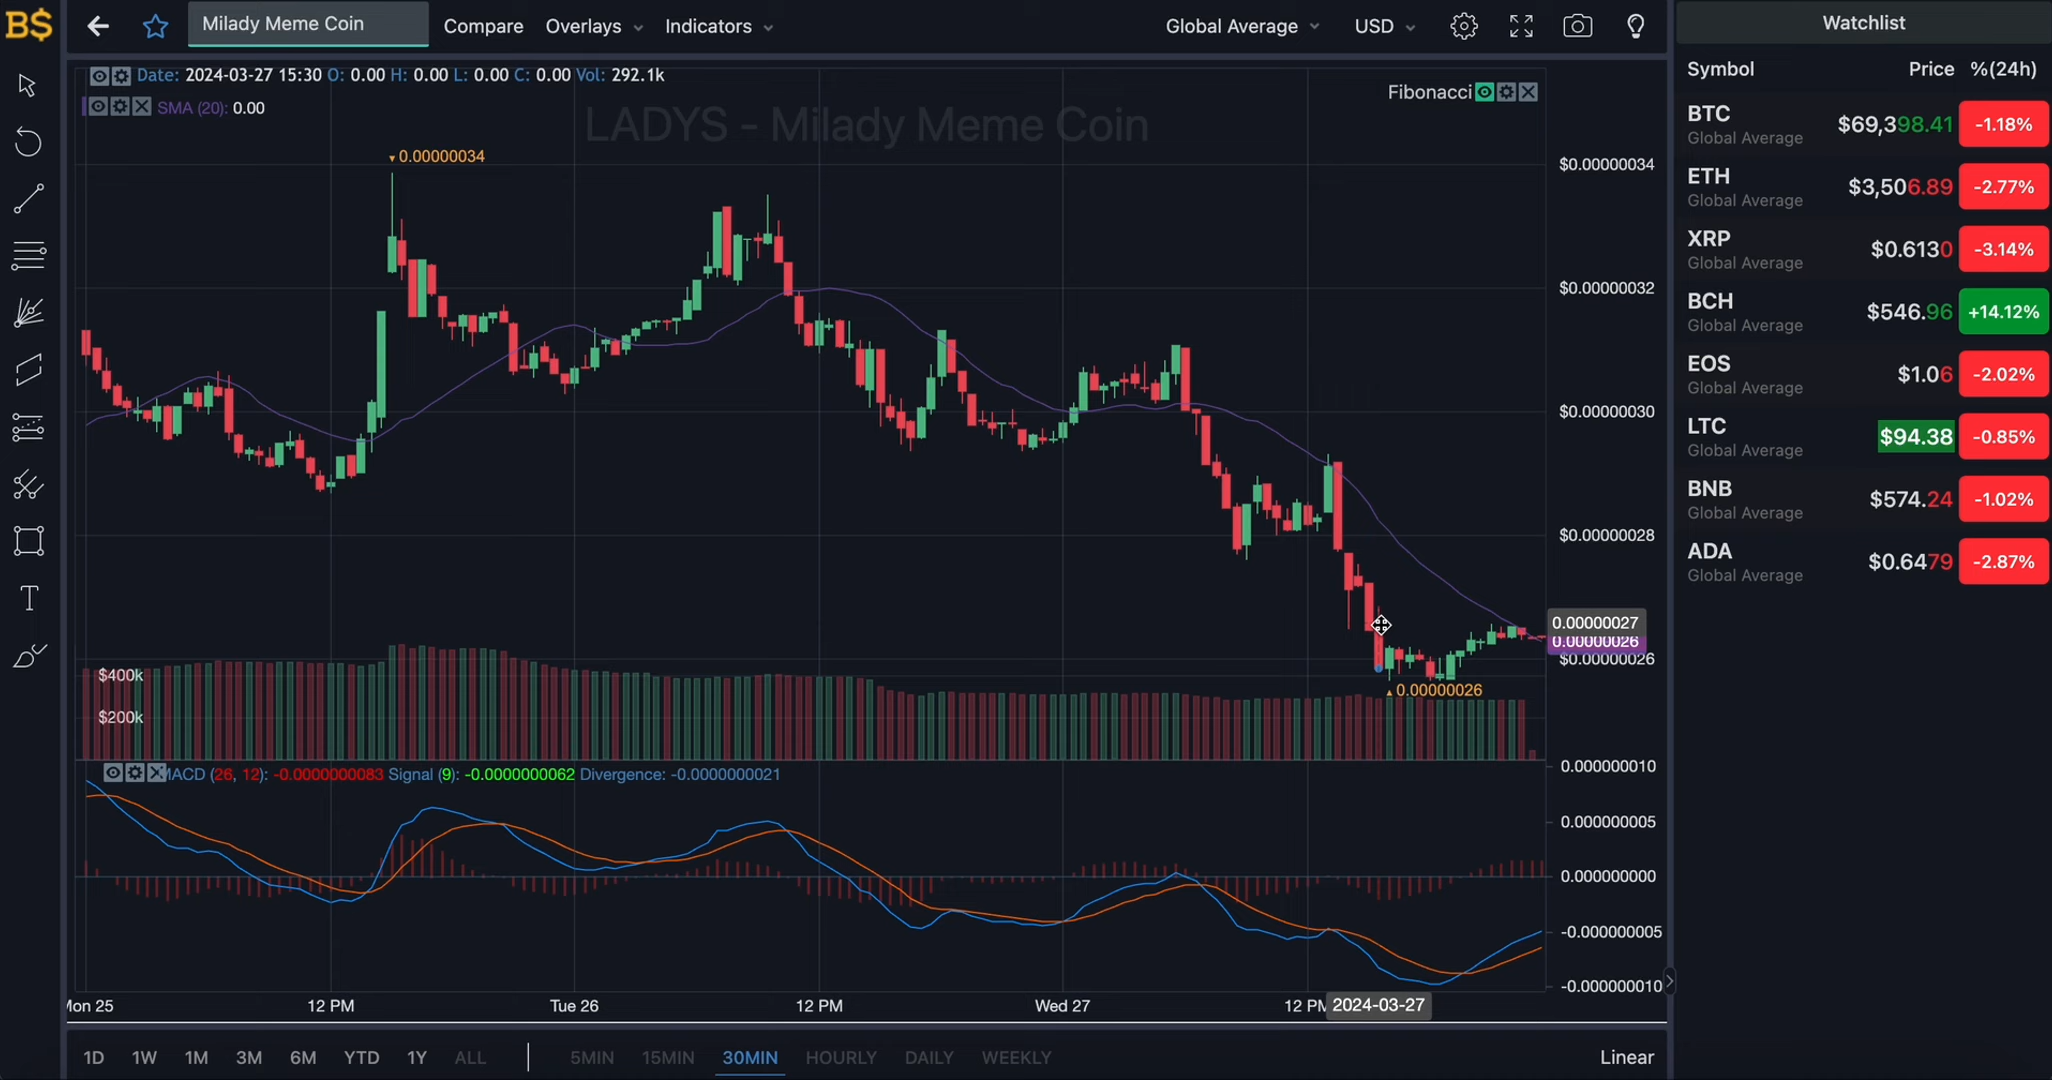 B$
Milady Meme Coin
Compare
Overlays
Indicators
Global Average
USD
Watchlist
Date: 2024-03-27 15:30 O: 0.00 H: 0.00 L: 0.00 C: 0.00 Vol: 292.1k
SMA (20): 0.00
LADYS - Milady Meme Coin
Fibonacci
0.00000034
0.00000026
$0.00000034
$0.00000032
$0.00000030
$0.00000028
0.00000027
0.00000026
$0.00000026
$400k
$200k
MACD (26, 12): -0.0000000083 Signal (9): -0.0000000062 Divergence: -0.0000000021
0.000000010
0.000000005
0.000000000
-0.000000005
-0.000000010
Mon 25
12 PM
Tue 26
12 PM
Wed 27
12 PM
2024-03-27
1D
1W
1M
3M
6M
YTD
1Y
ALL
5MIN
15MIN
30MIN
HOURLY
DAILY
WEEKLY
Linear
T
Symbol Price %(24h)
BTC $69,398.41 -1.18%
Global Average
ETH $3,506.89 -2.77%
Global Average
XRP $0.6130 -3.14%
Global Average
BCH $546.96 +14.12%
Global Average
EOS $1.06 -2.02%
Global Average
LTC $94.38 -0.85%
Global Average
BNB $574.24 -1.02%
Global Average
ADA $0.6479 -2.87%
Global Average